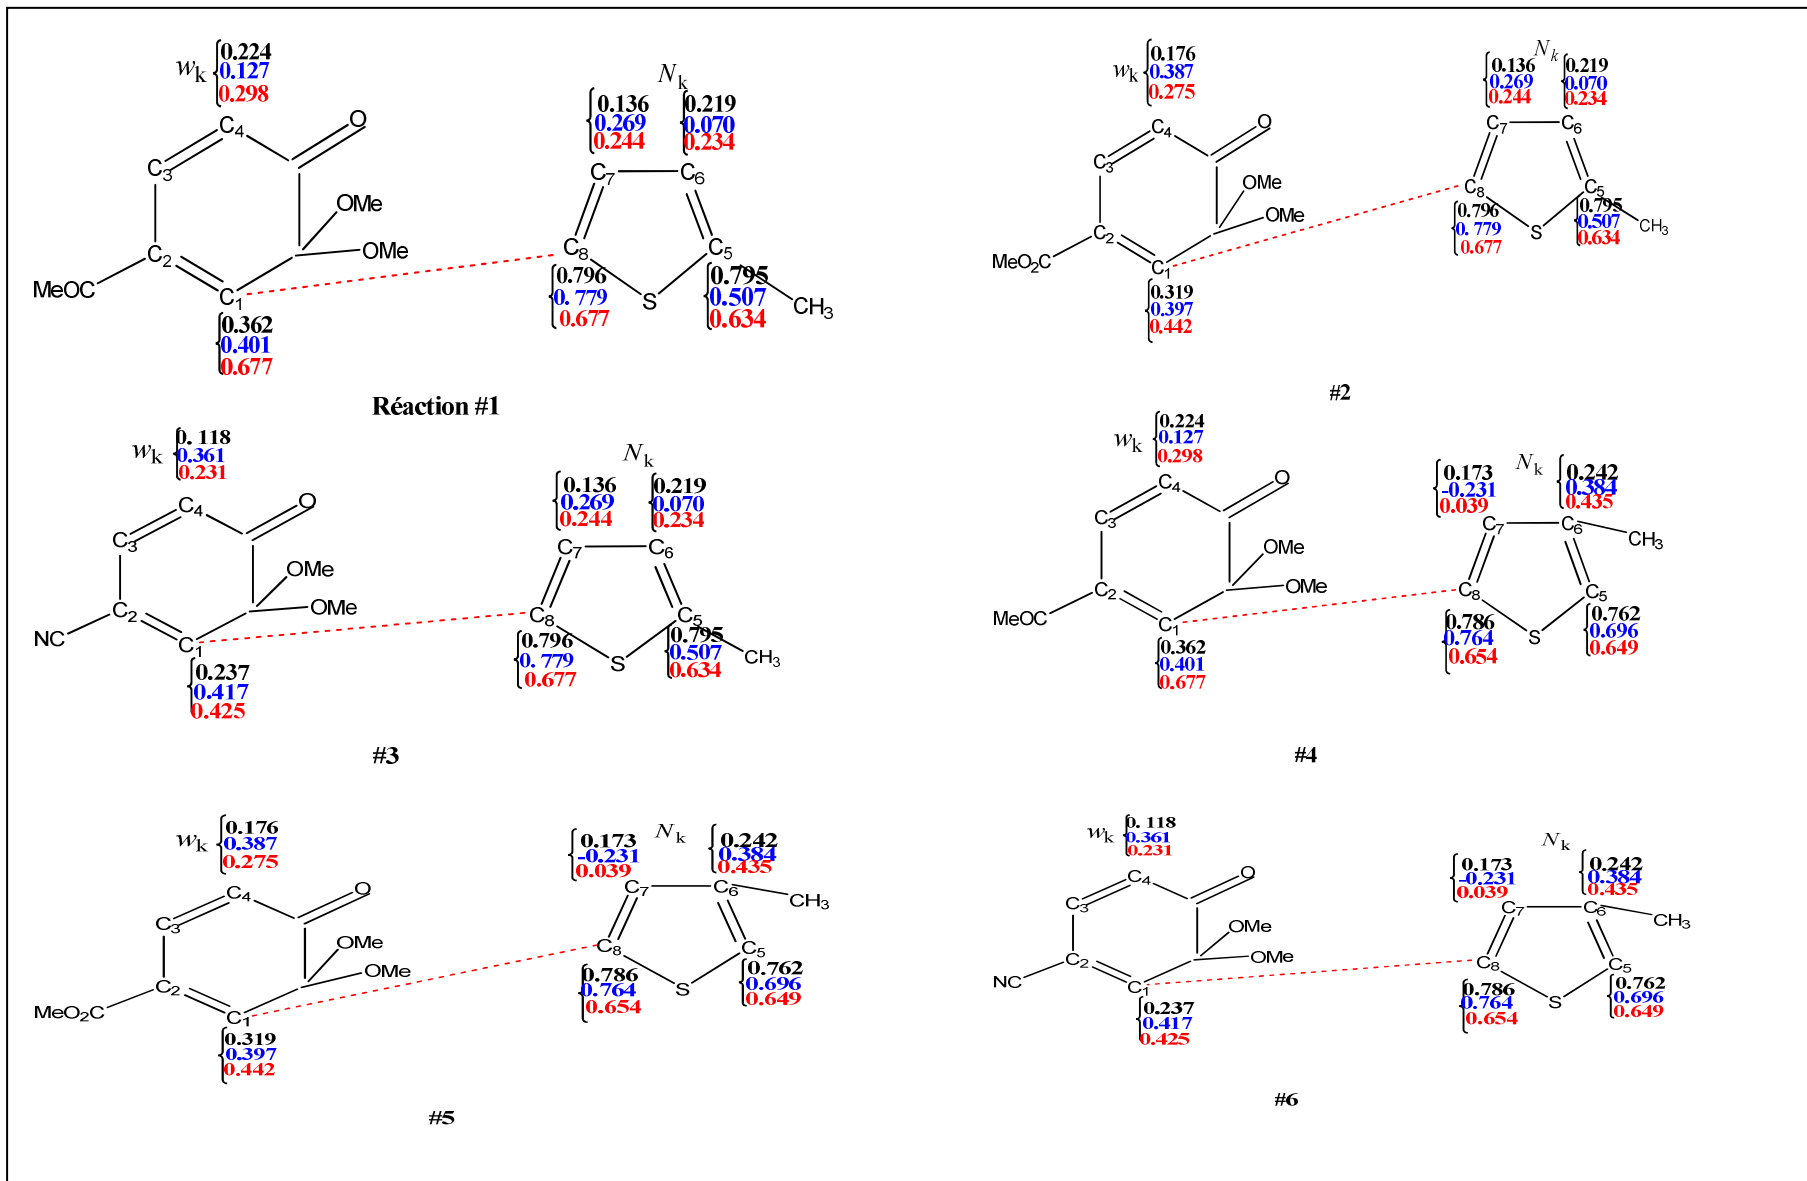 wk
0.224
0.127
0.298
Nk
0.136
0.269
0.244
0.219
0.070
0.234
C4
O
C3
OMe
OMe
C2
MeOC
C1
0.362
0.401
0.677
C7
C6
C8
C5
S
CH3
0.796
0. 779
0.677
0.795
0.507
0.634
Réaction #1
wk
0.176
0.387
0.275
Nk
0.136
0.269
0.244
0.219
0.070
0.234
C4
O
C3
OMe
OMe
C2
MeO2C
C1
0.319
0.397
0.442
C7
C6
C8
C5
S
CH3
0.796
0. 779
0.677
0.795
0.507
0.634
#2
wk
0. 118
0.361
0.231
Nk
0.136
0.269
0.244
0.219
0.070
0.234
C4
O
C3
OMe
OMe
C2
NC
C1
0.237
0.417
0.425
C7
C6
C8
C5
S
CH3
0.796
0. 779
0.677
0.795
0.507
0.634
#3
wk
0.224
0.127
0.298
Nk
0.173
-0.231
0.039
0.242
0.384
0.435
C4
O
C3
OMe
OMe
C2
MeOC
C1
0.362
0.401
0.677
C7
C6
CH3
C8
C5
S
0.786
0.764
0.654
0.762
0.696
0.649
#4
wk
0.176
0.387
0.275
Nk
0.173
-0.231
0.039
0.242
0.384
0.435
C4
O
C3
OMe
OMe
C2
MeO2C
C1
0.319
0.397
0.442
C7
C6
CH3
C8
C5
S
0.786
0.764
0.654
0.762
0.696
0.649
#5
wk
0. 118
0.361
0.231
Nk
0.173
-0.231
0.039
0.242
0.384
0.435
C4
O
C3
OMe
OMe
C2
NC
C1
0.237
0.417
0.425
C7
C6
CH3
C8
C5
S
0.786
0.764
0.654
0.762
0.696
0.649
#6